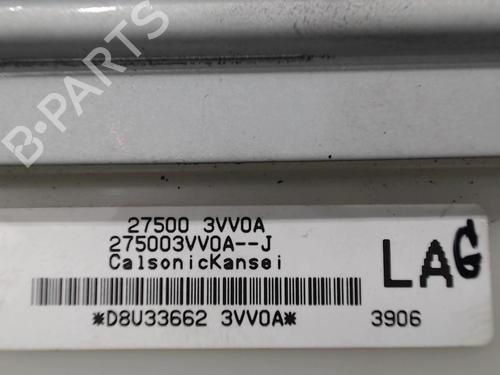 B-PARTS
27500 3VV0A
275003VV0A--J
CalsonicKansei
LAG
*D8U33662 3VV0A*
3906